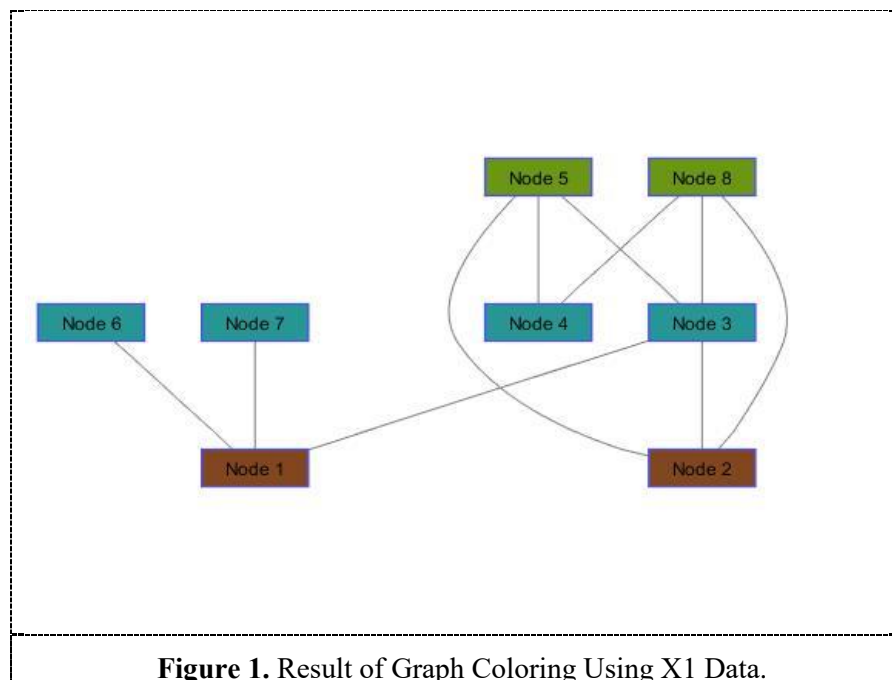 Node 5
Node 8
Node 6
Node 7
Node 4
Node 3
Node 1
Node 2
Figure 1. Result of Graph Coloring Using X1 Data.